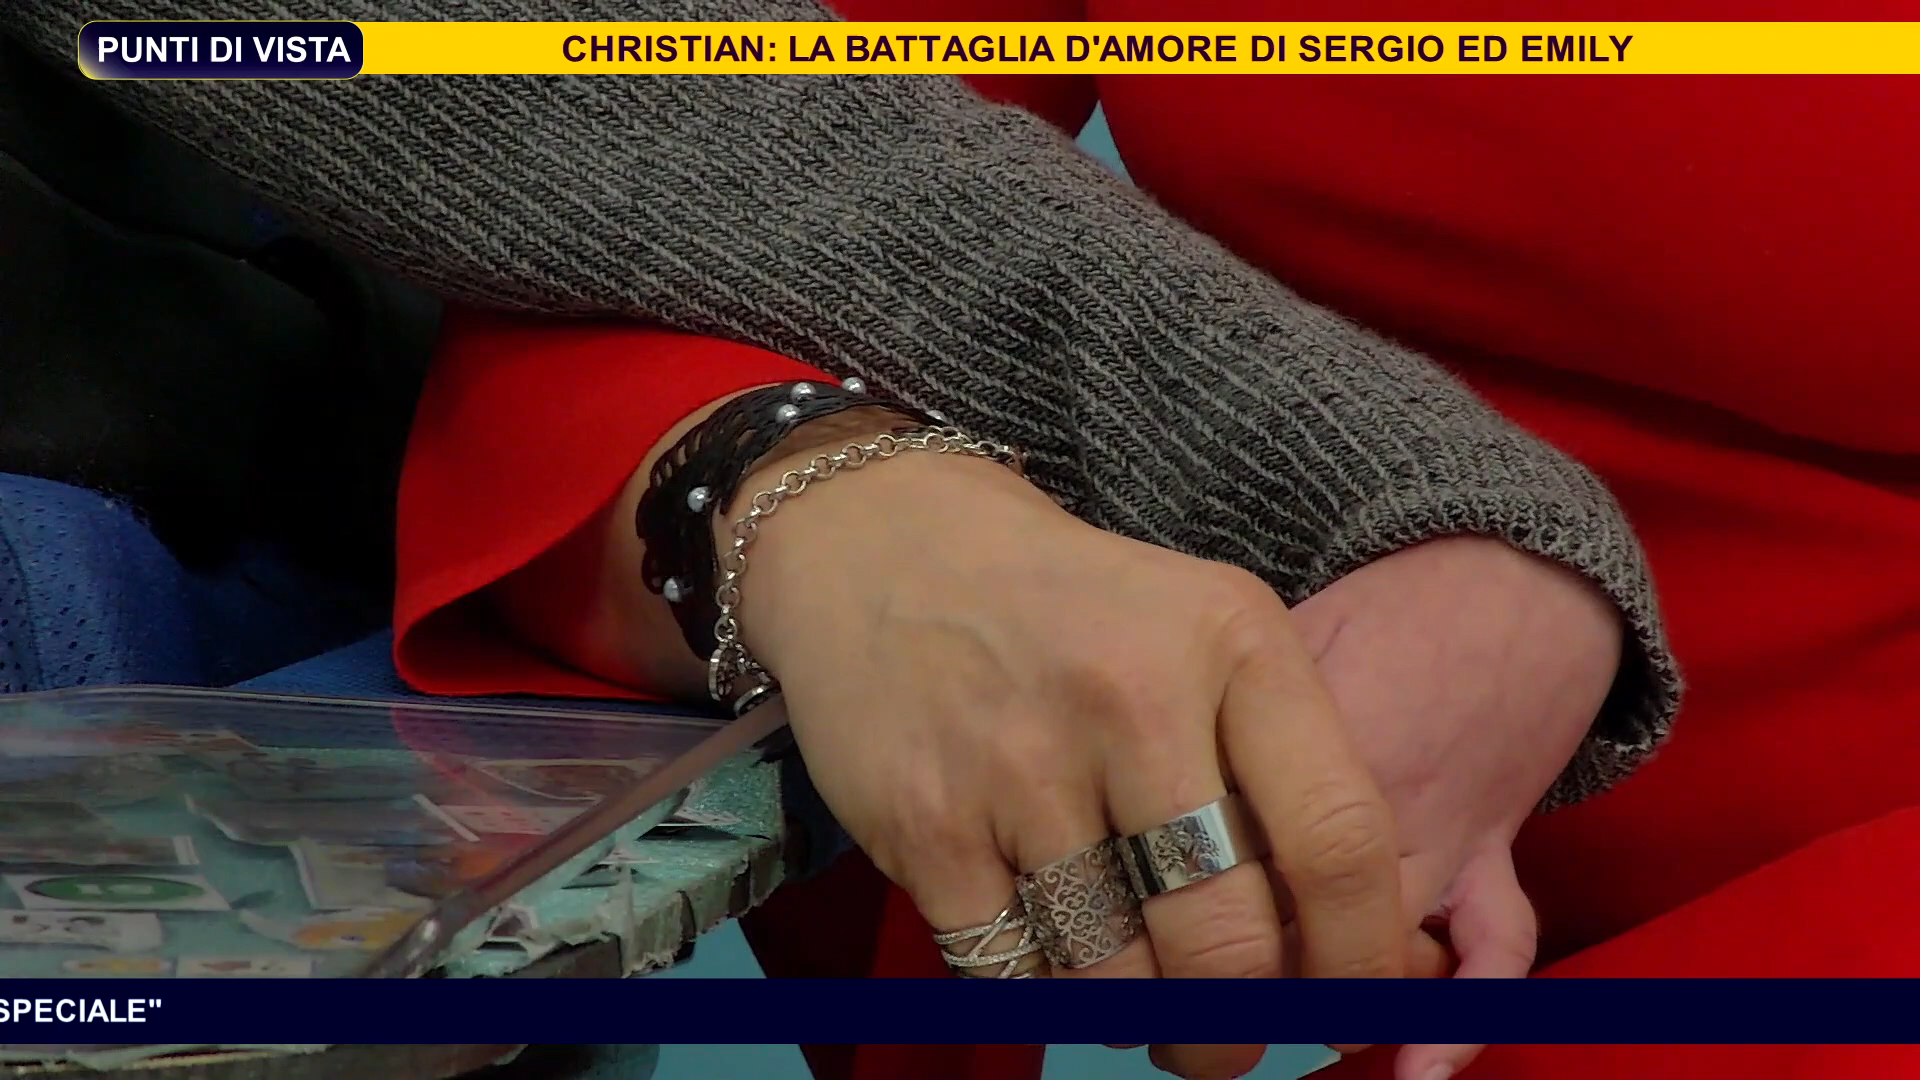 PUNTI DI VISTA
CHRISTIAN: LA BATTAGLIA D'AMORE DI SERGIO ED EMILY
SPECIALE"